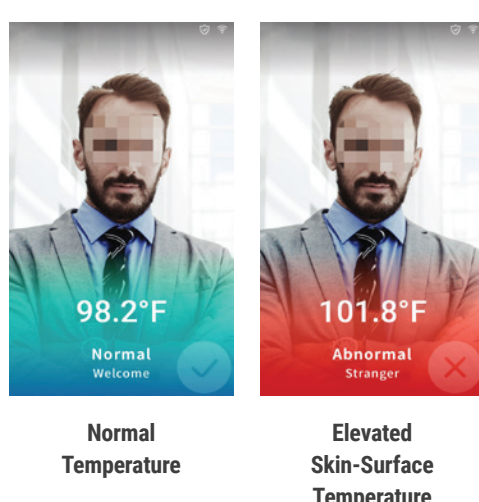 98.2°F
Normal
Welcome
Normal
Temperature
101.8°F
Abnormal
Stranger
Elevated
Skin-Surface
Temperature